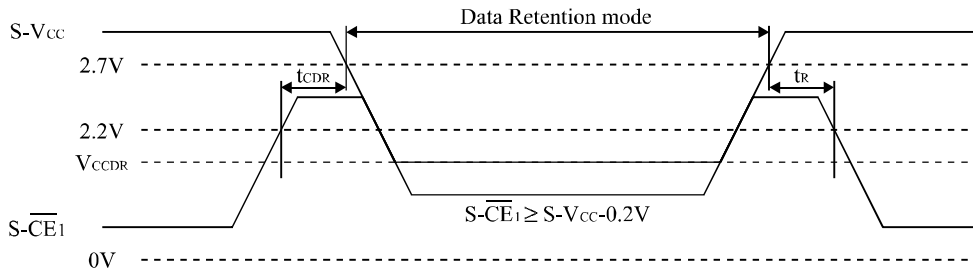 Data Retention mode
S-VCC
2.7V
tCDR
tR
2.2V
VCCDR
S-CE1 ≥ S-VCC-0.2V
S-CE1
0V